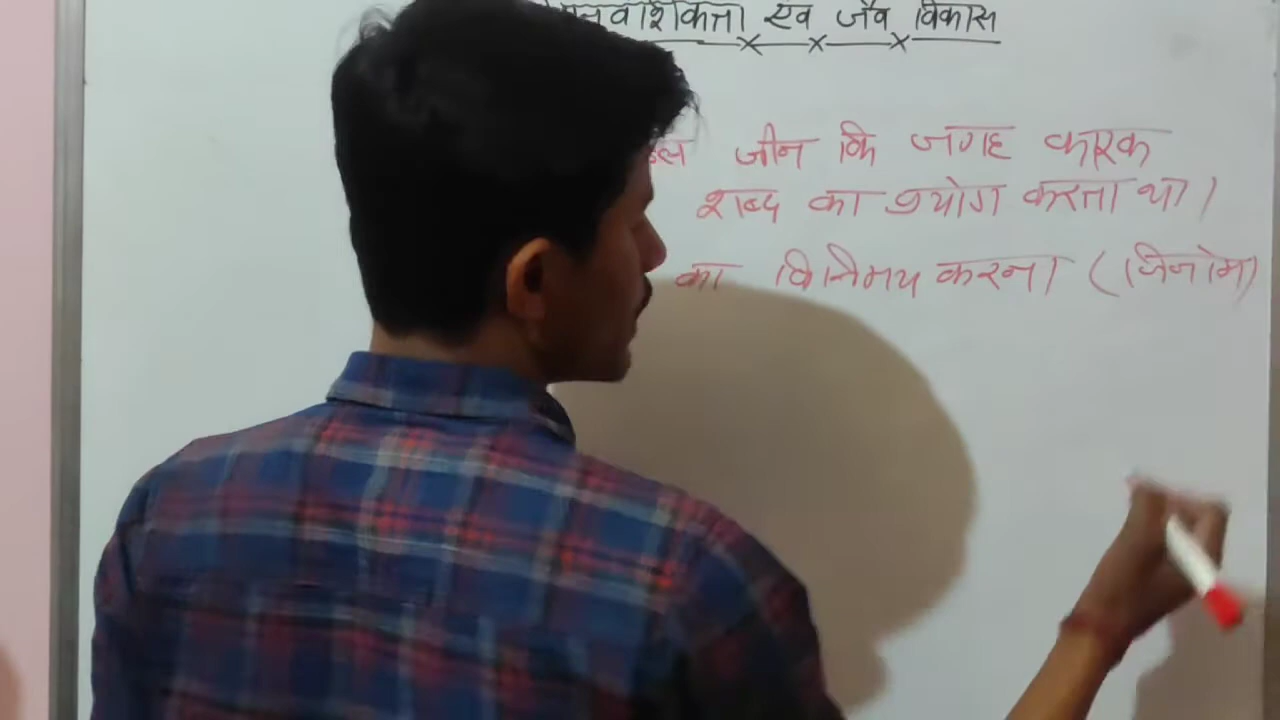 एवं जैव विकास
जीन कि जगह कारक
शब्द का प्रयोग करता था।
का विनिमय करना (जिनोम)